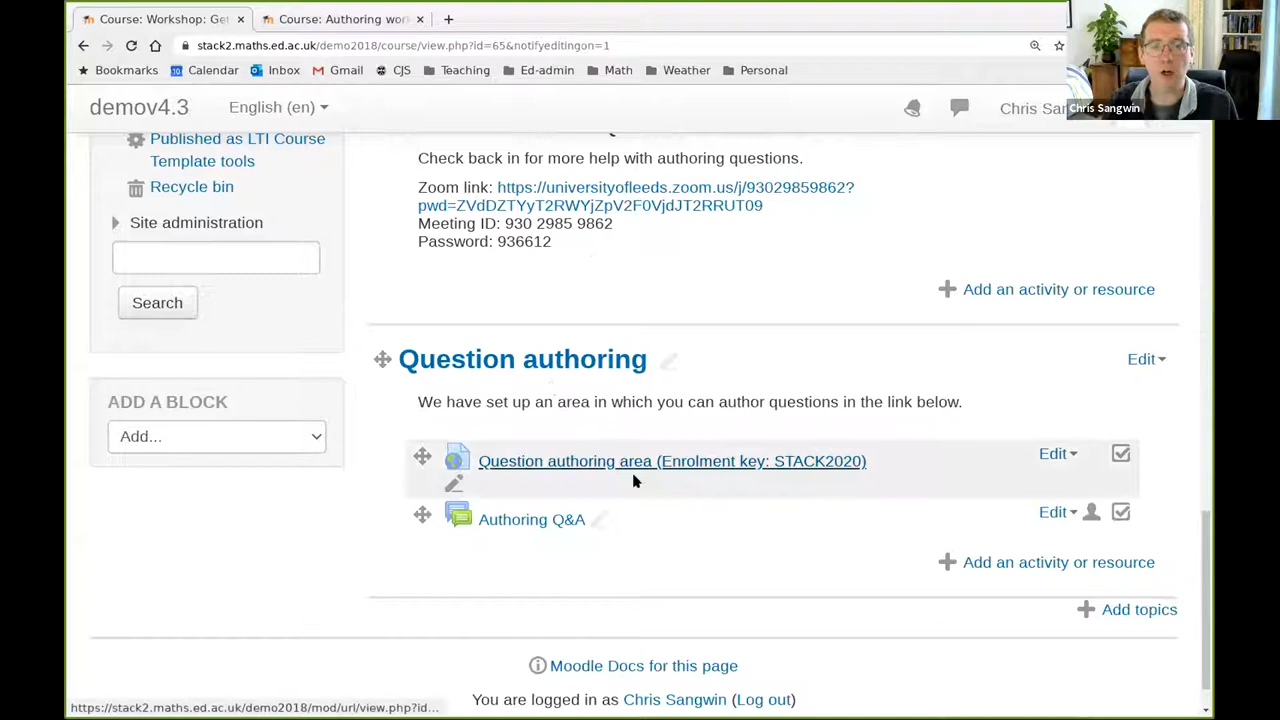 Course: Workshop: Get
Course: Authoring wor
stack2.maths.ed.ac.uk/demo2018/course/view.php?id=65&notifyeditingon=1
Bookmarks Calendar Inbox Gmail CJS Teaching Ed-admin Math Weather Personal
demov4.3 English (en) Chris Sar
Chris Sangwin
Published as LTI Course
Template tools
Recycle bin
Site administration
Search
ADD A BLOCK
Add...
Check back in for more help with authoring questions.
Zoom link: https://universityofleeds.zoom.us/j/93029859862?
pwd=ZVdDZTYyT2RWYjZpV2F0VjdJT2RRUT09
Meeting ID: 930 2985 9862
Password: 936612
Add an activity or resource
Question authoring Edit
We have set up an area in which you can author questions in the link below.
Question authoring area (Enrolment key: STACK2020) Edit
Authoring Q&A Edit
Add an activity or resource
Add topics
Moodle Docs for this page
You are logged in as Chris Sangwin (Log out)
https://stack2.maths.ed.ac.uk/demo2018/mod/url/view.php?id...